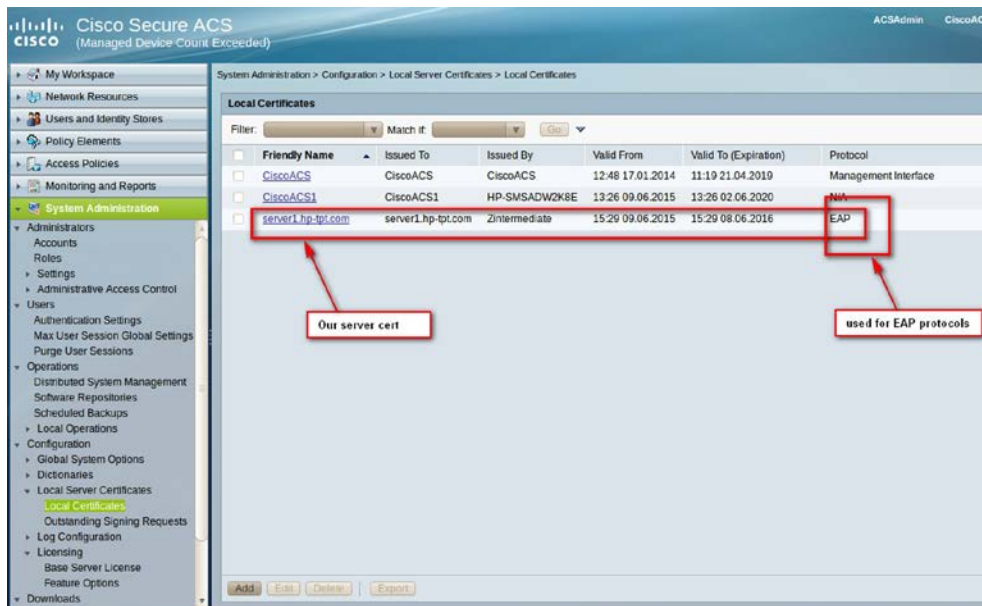 Cisco Secure ACS
CISCO (Managed Device Count Exceeded)
ACSAdmin CiscoAC
My Workspace
Network Resources
Users and Identity Stores
Policy Elements
Access Policies
Monitoring and Reports
System Administration
Administrators
Accounts
Roles
Settings
Administrative Access Control
Users
Authentication Settings
Max User Session Global Settings
Purge User Sessions
Operations
Distributed System Management
Software Repositories
Scheduled Backups
Local Operations
Configuration
Global System Options
Dictionaries
Local Server Certificates
Local Certificates
Outstanding Signing Requests
Log Configuration
Licensing
Base Server License
Feature Options
Downloads
System Administration > Configuration > Local Server Certificates > Local Certificates
Local Certificates
Filter: Match if: Go
Friendly Name Issued To Issued By Valid From Valid To (Expiration) Protocol
CiscoACS CiscoACS CiscoACS 12:48 17.01.2014 11:19 21.04.2019 Management Interface
CiscoACS1 CiscoACS1 HP-SMSADW2K8E 13:26 09.06.2015 13:26 02.06.2020 N/A
server1.hp-tpt.com server1.hp-tpt.com Zintermediate 15:29 09.06.2015 15:29 08.06.2016 EAP
Our server cert
used for EAP protocols
Add Edit Delete | Export